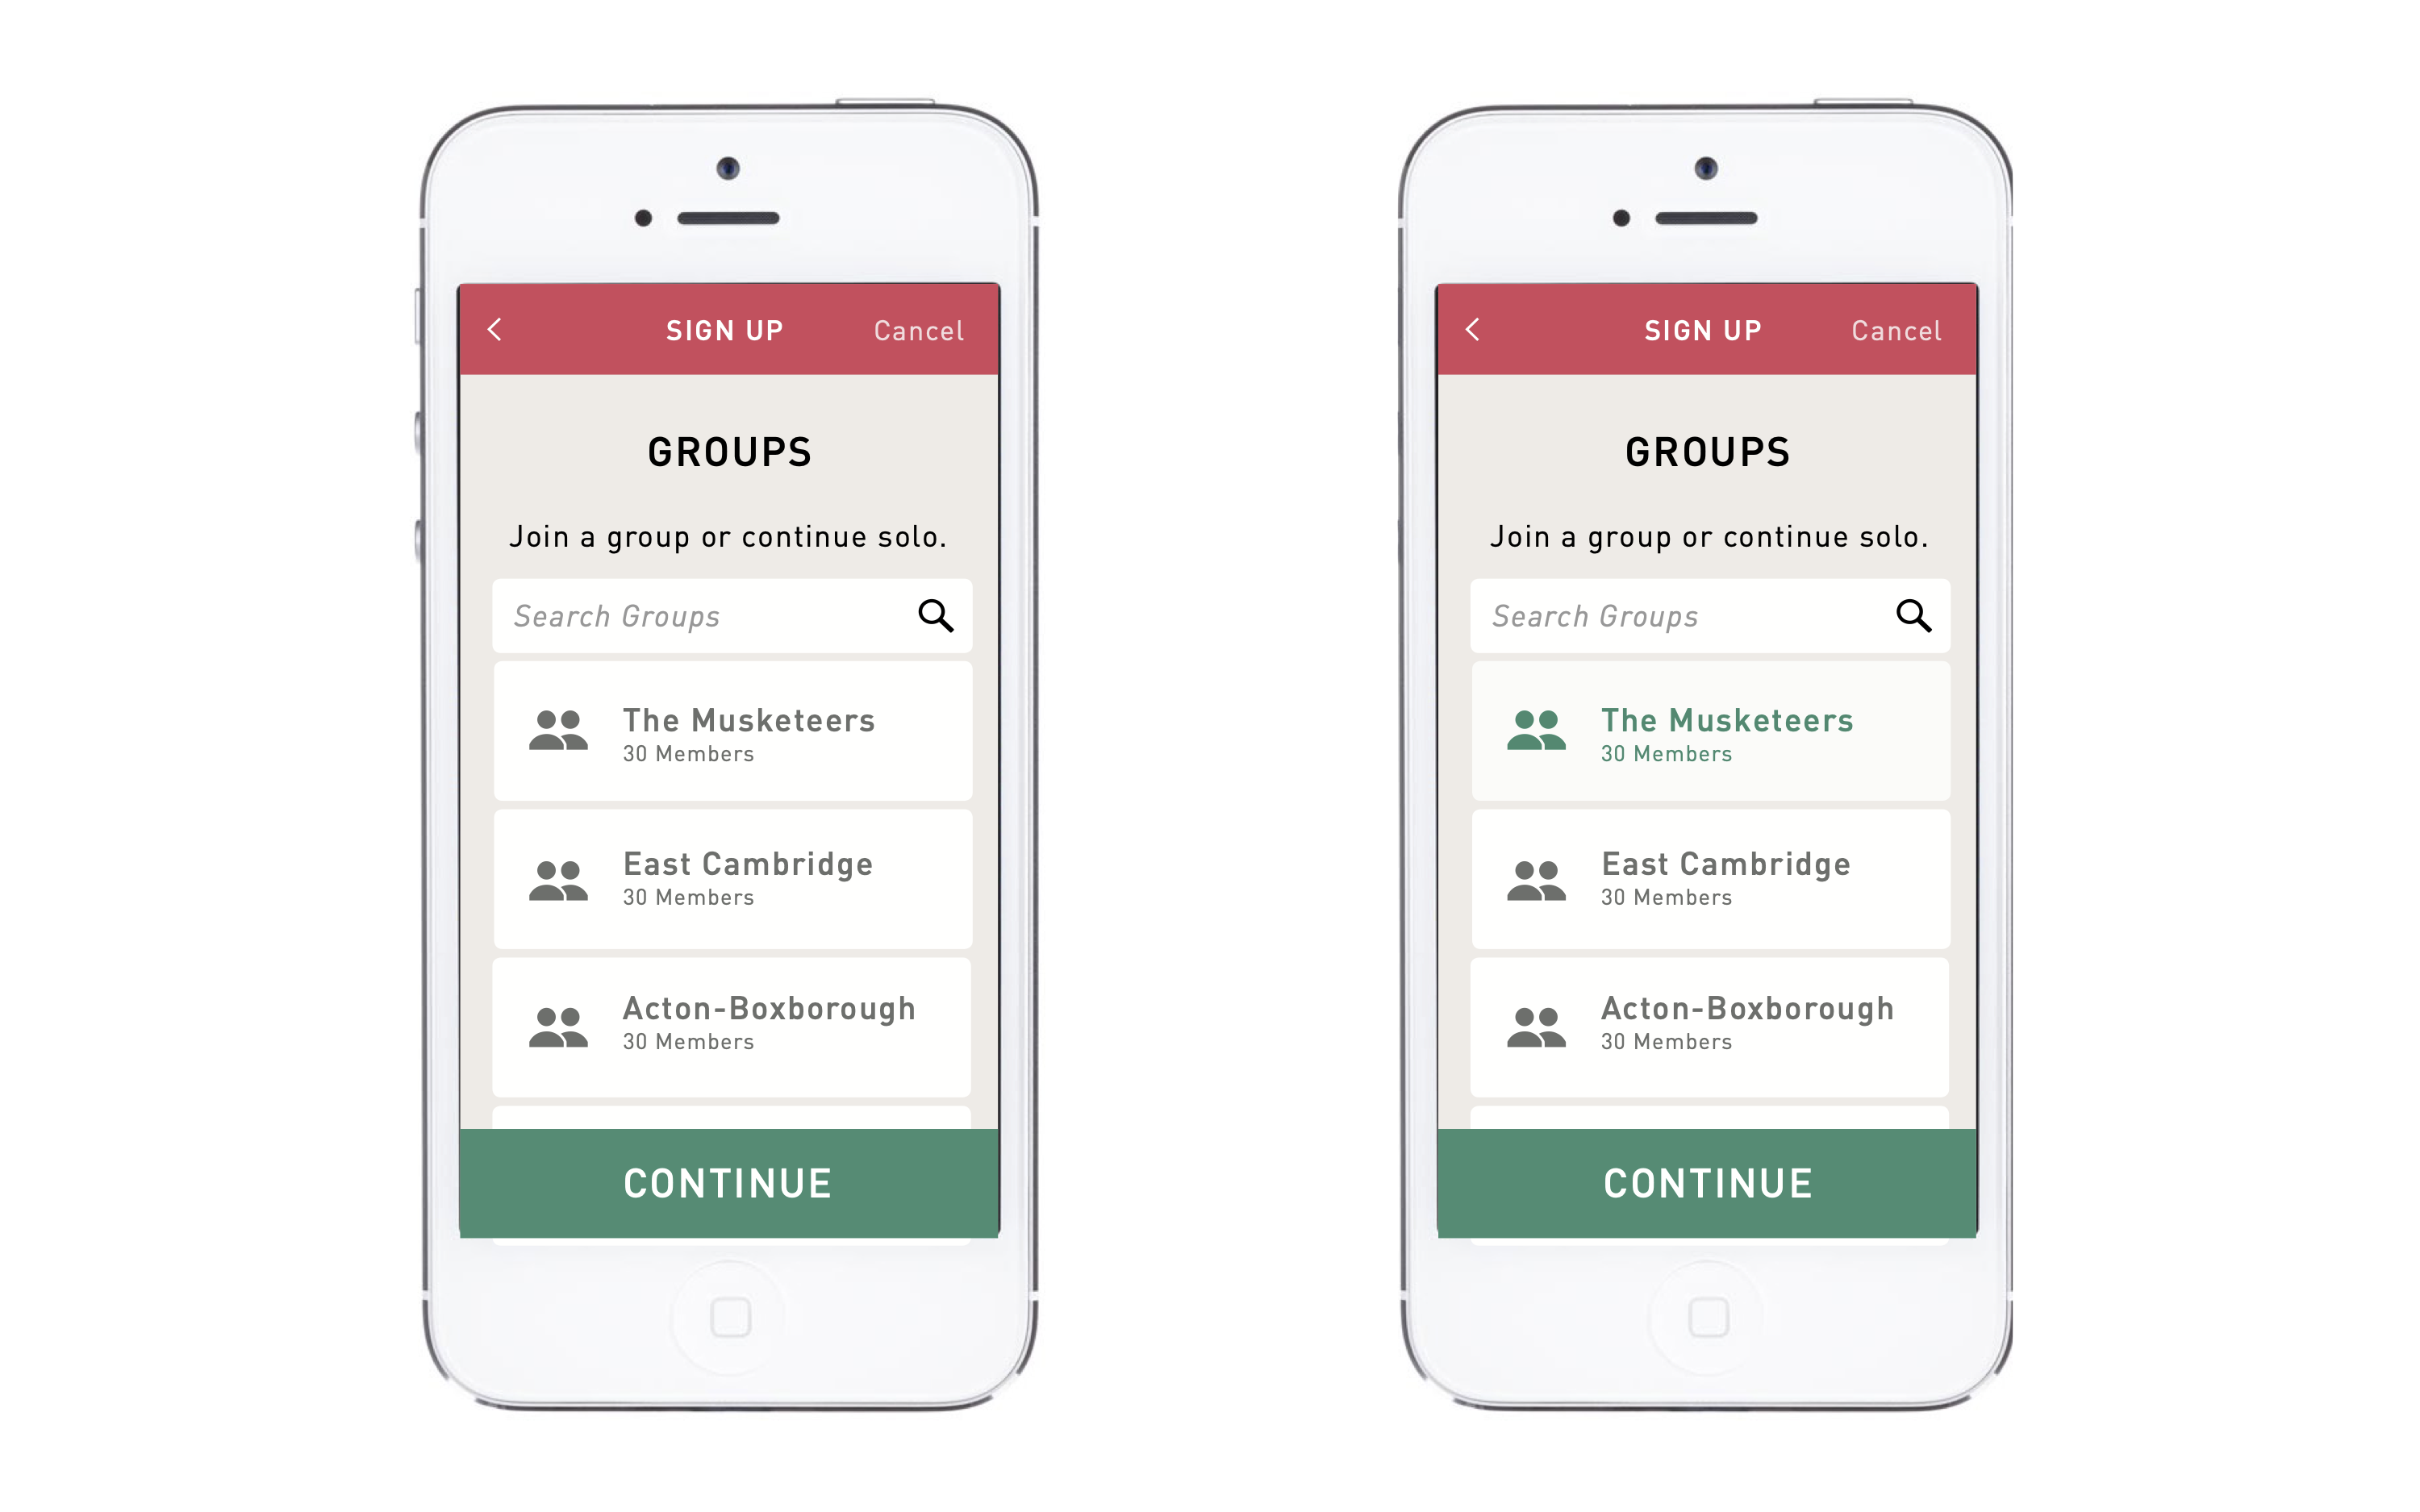 SIGN UP Cancel
GROUPS
Join a group or continue solo.
Search Groups
The Musketeers
30 Members
East Cambridge
30 Members
Acton-Boxborough
30 Members
CONTINUE
SIGN UP Cancel
GROUPS
Join a group or continue solo.
Search Groups
The Musketeers
30 Members
East Cambridge
30 Members
Acton-Boxborough
30 Members
CONTINUE